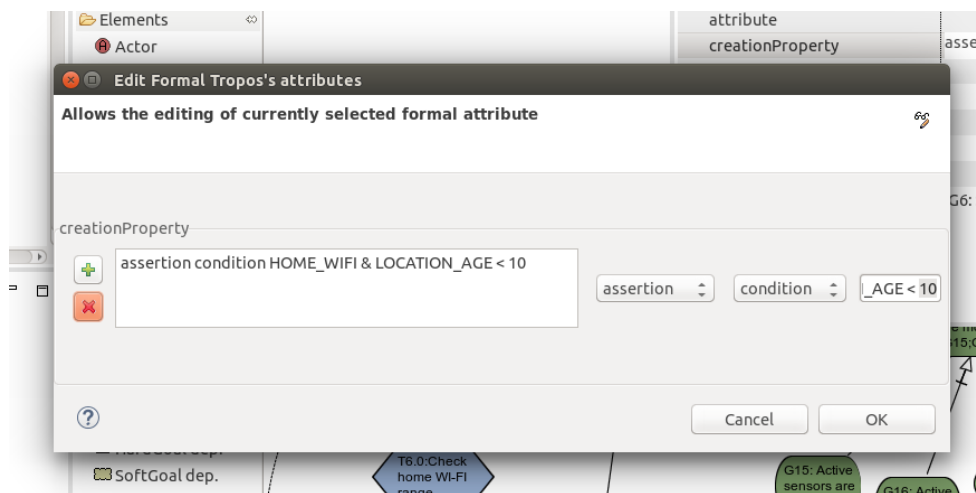 Elements
attribute
Actor
creationProperty
asse
Edit Formal Tropos's attributes
Allows the editing of currently selected formal attribute
G6:
creationProperty
assertion condition HOME_WIFI & LOCATION_AGE < 10
assertion
condition
_AGE < 10
Cancel
OK
SoftGoal dep.
T6.0:Check
home WI-FI
range
G15: Active
sensors are
G16: Active